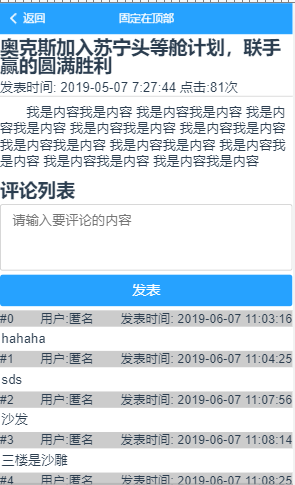 返回
固定在顶部
奥克斯加入苏宁头等舱计划，联手
赢的圆满胜利
发表时间: 2019-05-07 7:27:44 点击:81次
我是内容我是内容 我是内容我是内容 我是内
容我是内容 我是内容我是内容 我是内容我是内容
我是内容我是内容 我是内容我是内容 我是内容我
是内容 我是内容我是内容 我是内容我是内容
评论列表
请输入要评论的内容
发表
#0 用户:匿名 发表时间: 2019-06-07 11:03:16
hahaha
#1 用户:匿名 发表时间: 2019-06-07 11:04:25
sds
#2 用户:匿名 发表时间: 2019-06-07 11:07:56
沙发
#3 用户:匿名 发表时间: 2019-06-07 11:08:14
三楼是沙雕
#4 用户:匿名 发表时间: 2019-06-07 11:08:25